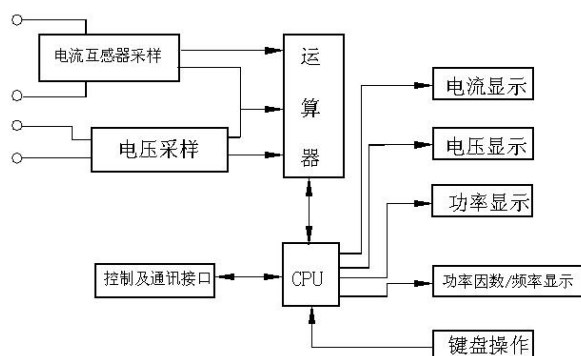 电流互感器采样
电压采样
运
算
器
CPU
控制及通讯接口
电流显示
电压显示
功率显示
功率因数/频率显示
键盘操作